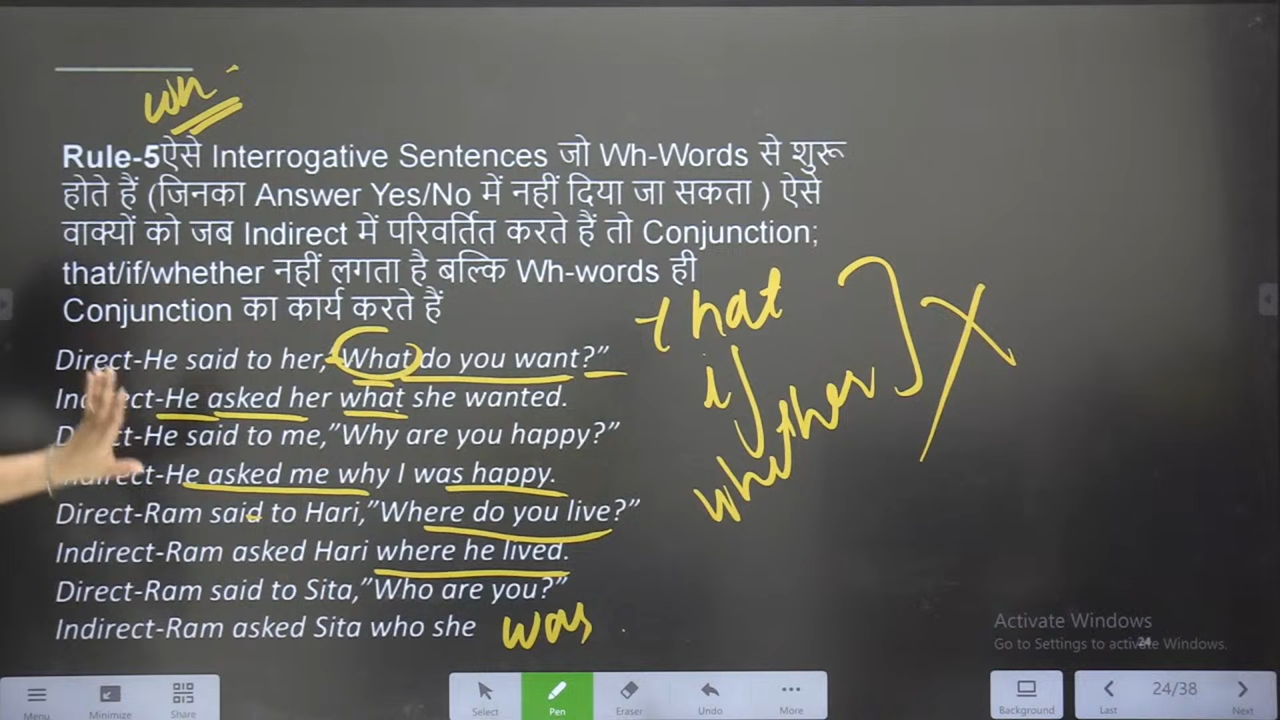 wh
Rule-5ऐसे Interrogative Sentences जो Wh-Words से शुरू
होते हैं (जिनका Answer Yes/No में नहीं दिया जा सकता ) ऐसे
वाक्यों को जब Indirect में परिवर्तित करते हैं तो Conjunction;
that/if/whether नहीं लगता है बल्कि Wh-words ही
Conjunction का कार्य करते हैं
that
if
whether
Direct-He said to her, What do you want?”
Indirect-He asked her what she wanted.
Direct-He said to me,”Why are you happy?”
Indirect-He asked me why I was happy.
Direct-Ram said to Hari,”Where do you live?”
Indirect-Ram asked Hari where he lived.
Direct-Ram said to Sita,”Who are you?”
Indirect-Ram asked Sita who she was
Activate Windows
Go to Settings to activate Windows.
24
Menu Minimize Share Select Pen Eraser Undo More Background Last 24/38 Next